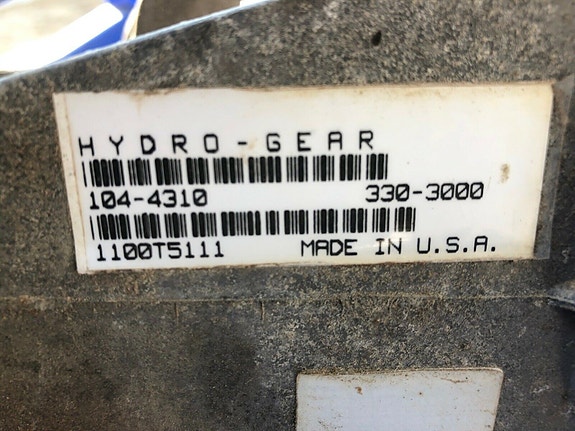 HYDRO-GEAR
104-4310 330-3000
1100T5111 MADE IN U.S.A.